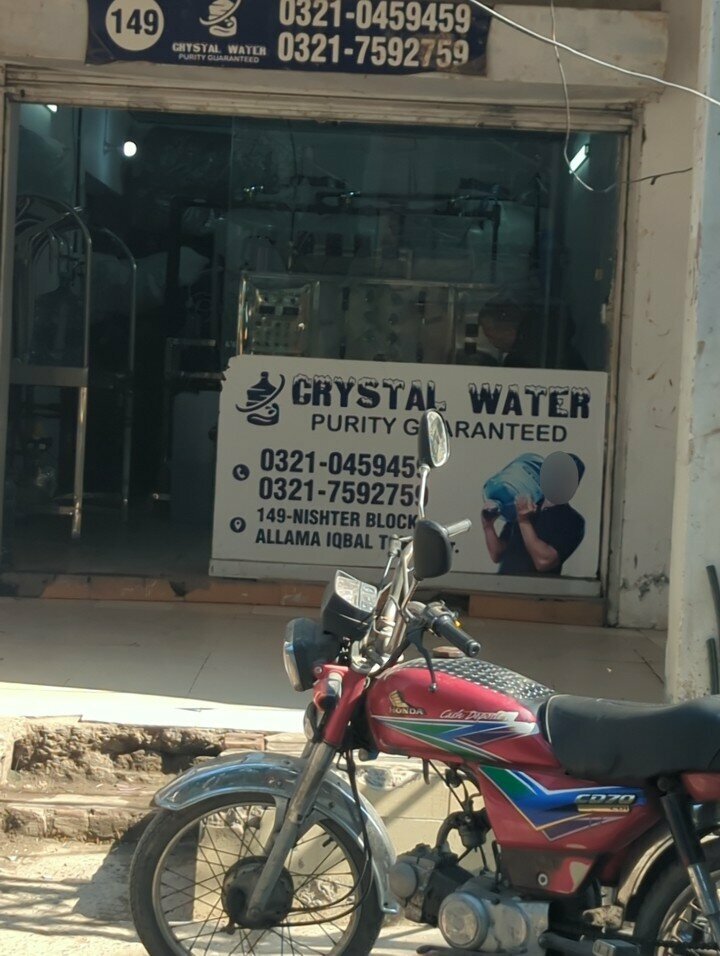 149
CRYSTAL WATER
PURITY GUARANTEED
0321-0459459
0321-7592759
CRYSTAL WATER
PURITY GUARANTEED
0321-045945
0321-759275
149-NISHTER BLOCK
ALLAMA IQBAL
HONDA
CD70